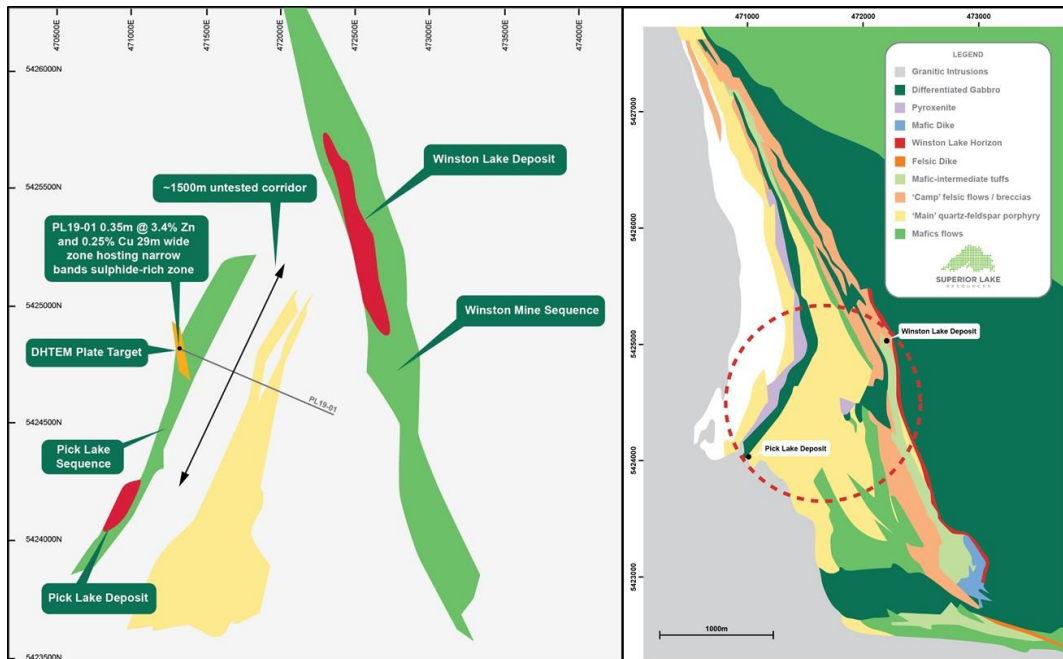 470500E
471000E
471500E
472000E
472500E
473000E
473500E
474000E
5426000N
5425500N
5425000N
5424500N
5424000N
5423500N
Winston Lake Deposit
~1500m untested corridor
PL19-01 0.35m @ 3.4% Zn
and 0.25% Cu 29m wide
zone hosting narrow
bands sulphide-rich zone
Winston Mine Sequence
DHTEM Plate Target
PL19-01
Pick Lake
Sequence
Pick Lake Deposit
471000
472000
473000
5427000
5426000
5425000
5424000
5423000
LEGEND
Granitic Intrusions
Differentiated Gabbro
Pyroxenite
Mafic Dike
Winston Lake Horizon
Felsic Dike
Mafic-intermediate tuffs
'Camp' felsic flows / breccias
'Main' quartz-feldspar porphyry
Mafics flows
SUPERIOR LAKE
RESOURCES
Winston Lake Deposit
Pick Lake Deposit
1000m